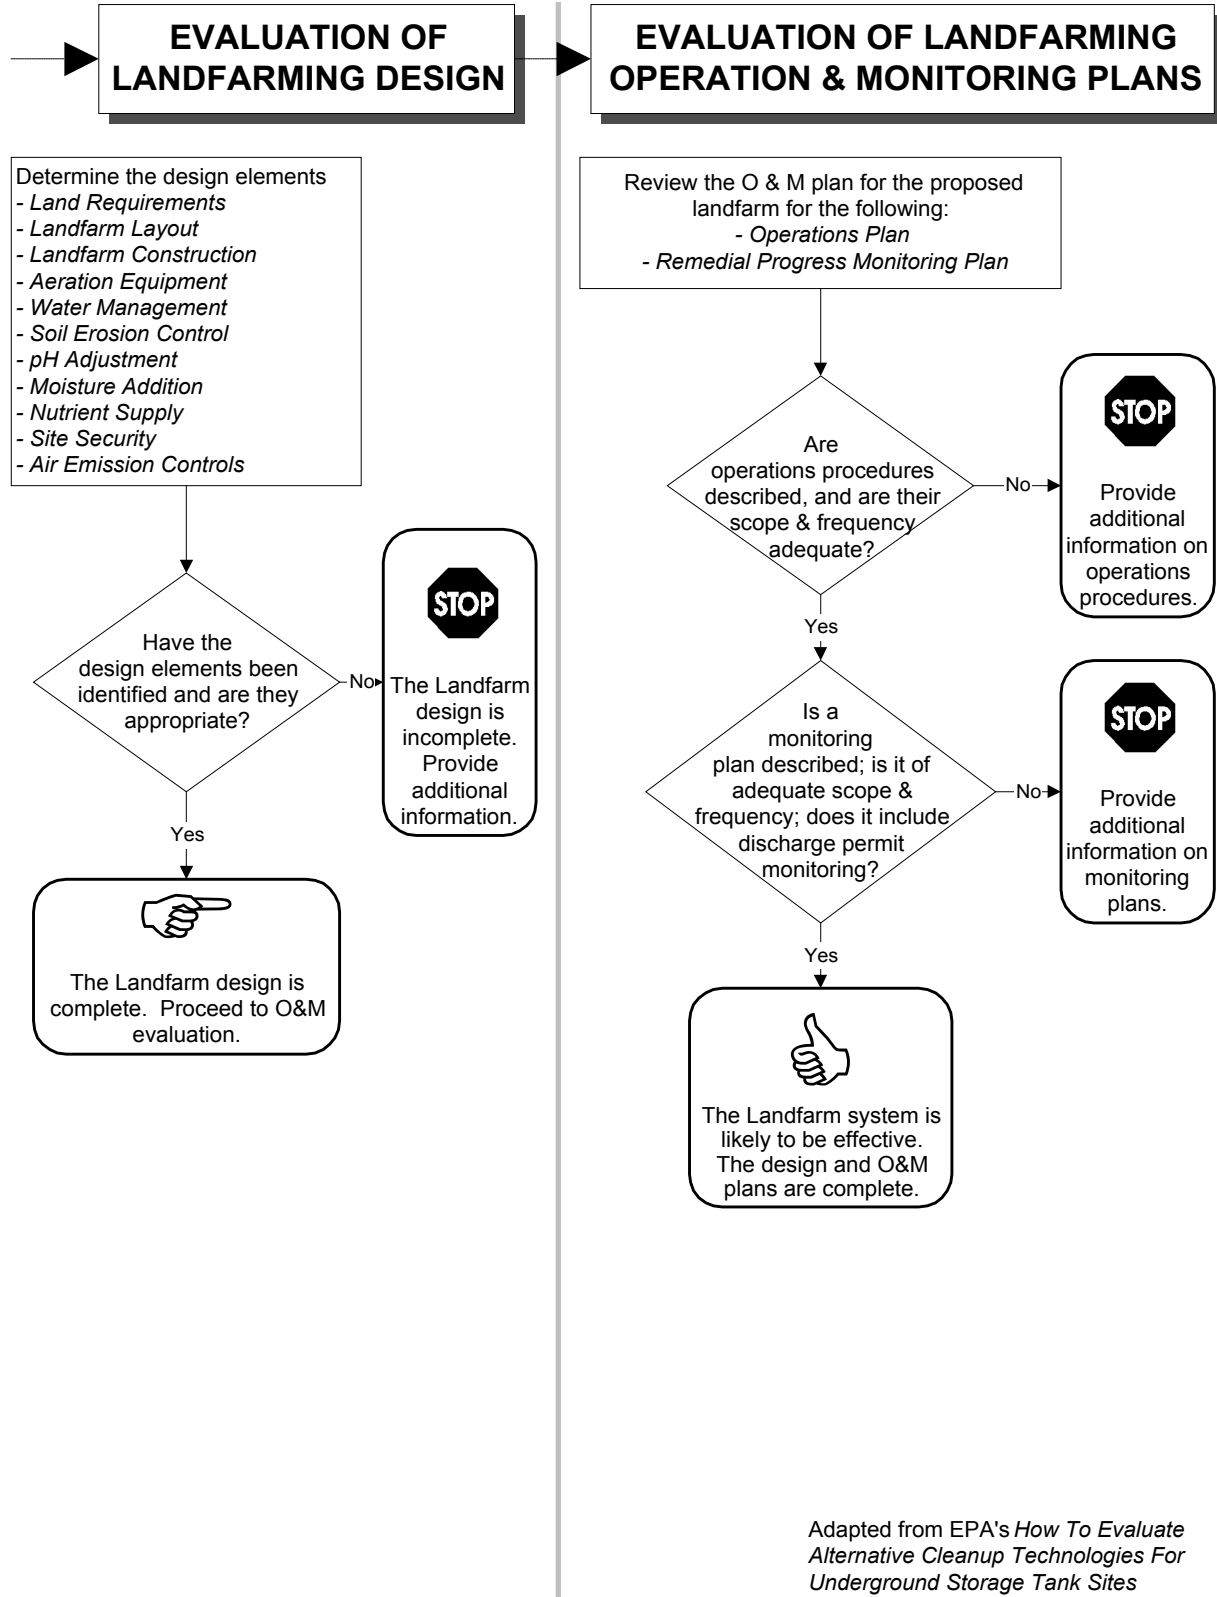 EVALUATION OF
LANDFARMING DESIGN
EVALUATION OF LANDFARMING
OPERATION & MONITORING PLANS
Determine the design elements
- Land Requirements
- Landfarm Layout
- Landfarm Construction
- Aeration Equipment
- Water Management
- Soil Erosion Control
- pH Adjustment
- Moisture Addition
- Nutrient Supply
- Site Security
- Air Emission Controls
Have the
design elements been
identified and are they
appropriate?
No
STOP
The Landfarm
design is
incomplete.
Provide
additional
information.
Yes
The Landfarm design is
complete. Proceed to O&M
evaluation.
Review the O & M plan for the proposed
landfarm for the following:
- Operations Plan
- Remedial Progress Monitoring Plan
Are
operations procedures
described, and are their
scope & frequency
adequate?
No
STOP
Provide
additional
information on
operations
procedures.
Yes
Is a
monitoring
plan described; is it of
adequate scope &
frequency; does it include
discharge permit
monitoring?
No
STOP
Provide
additional
information on
monitoring
plans.
Yes
The Landfarm system is
likely to be effective.
The design and O&M
plans are complete.
Adapted from EPA's How To Evaluate
Alternative Cleanup Technologies For
Underground Storage Tank Sites